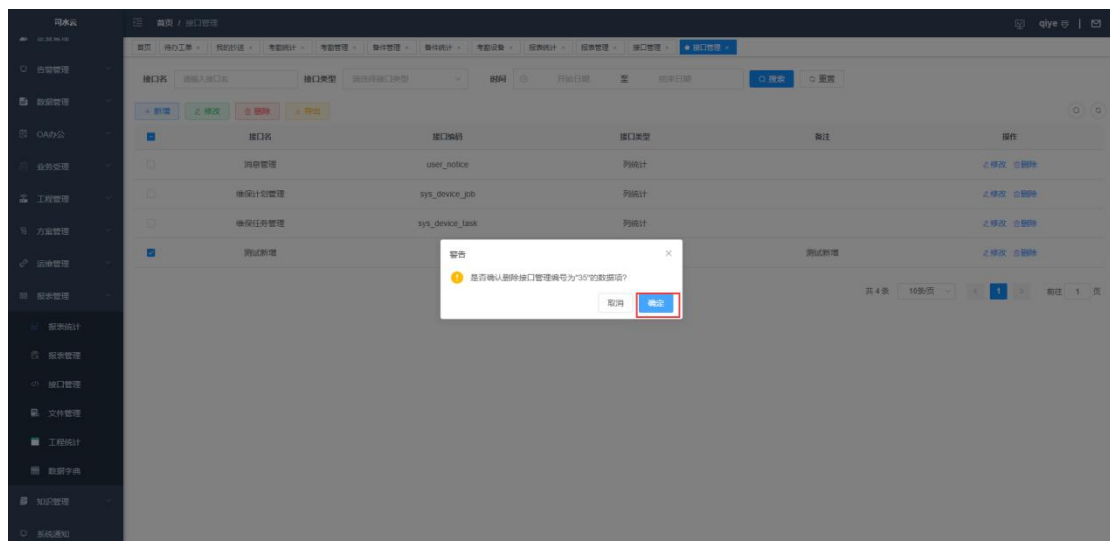 司水云
首页 / 接口管理
qiye
首页 待办工单 × 我的抄送 × 考勤统计 × 考勤管理 × 整件管理 × 整件统计 × 考勤设备 × 报表统计 × 报表管理 × 接口管理 × 接口管理 ×
告警管理
数据管理
OA办公
业务处理
工程管理
方案管理
运维管理
报表管理
报表统计
报表管理
接口管理
文件管理
工程统计
数据字典
知识管理
系统通知
接口名 请输入接口名 接口类型 请选择接口类型 时间 开始日期 至 结束日期 搜索 重置
+ 新增 修改 删除 导出
接口名 接口编码 接口类型 备注 操作
消息管理 user_notice 列统计 修改 删除
维保计划管理 sys_device_job 列统计 修改 删除
维保任务管理 sys_device_task 列统计 修改 删除
测试新增 测试新增 修改 删除
共 4 条 10条/页 < 1 > 前往 1 页
警告 ×
是否确认删除接口管理编号为"35"的数据项?
取消 确定